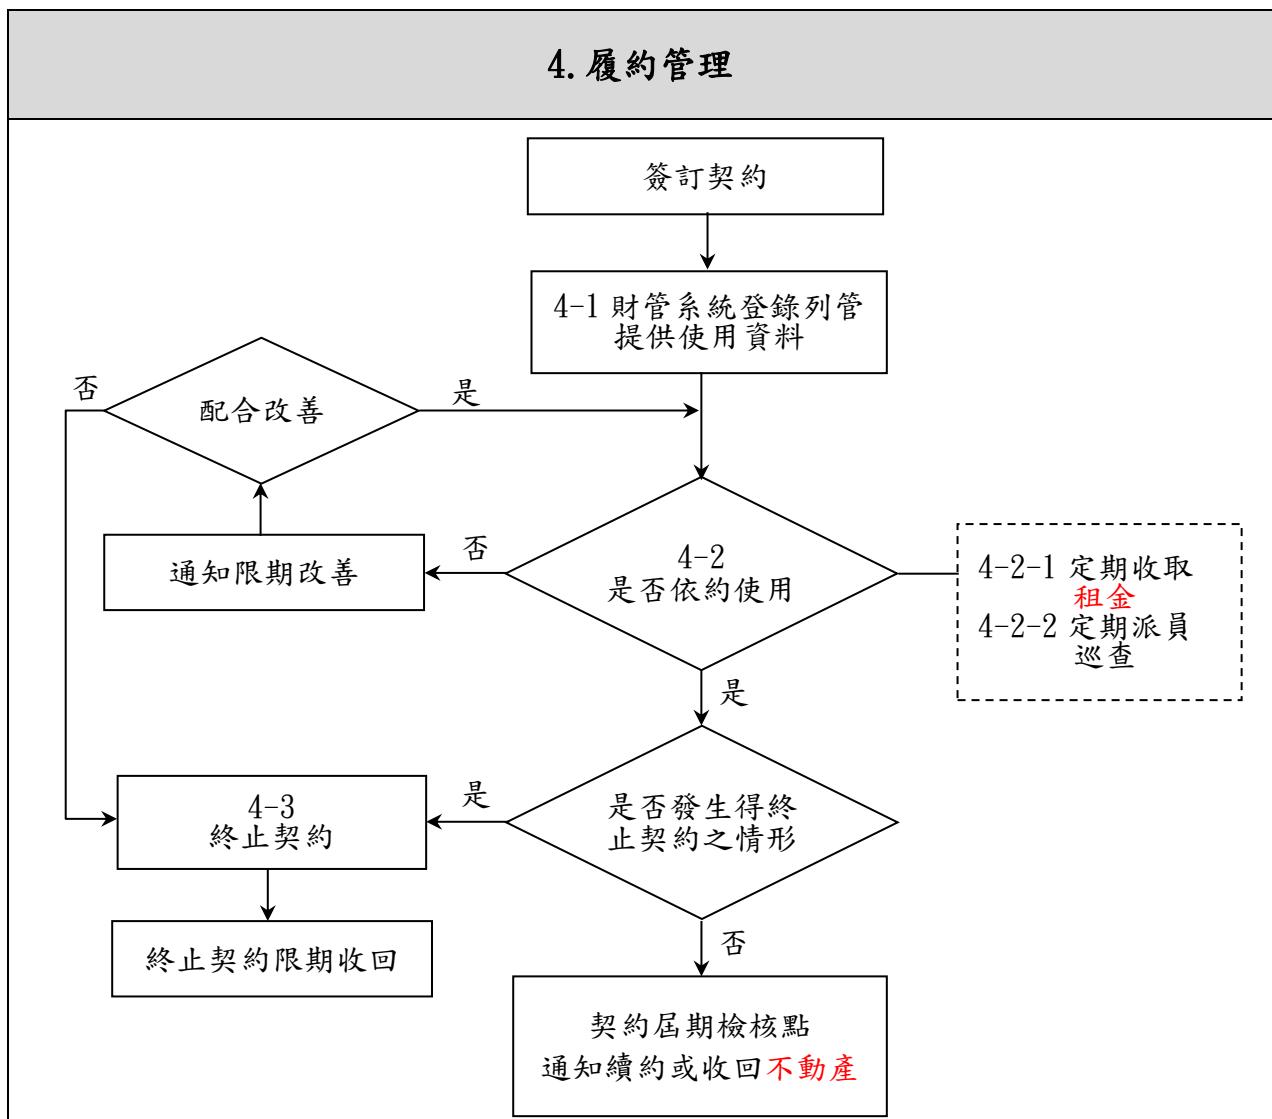 4.履約管理
簽訂契約
4-1 財管系統登錄列管
提供使用資料
否
配合改善
是
通知限期改善
否
4-2
是否依約使用
4-2-1 定期收取
租金
4-2-2 定期派員
巡查
是
4-3
終止契約
是
是否發生得終
止契約之情形
終止契約限期收回
否
契約屆期檢核點
通知續約或收回不動產